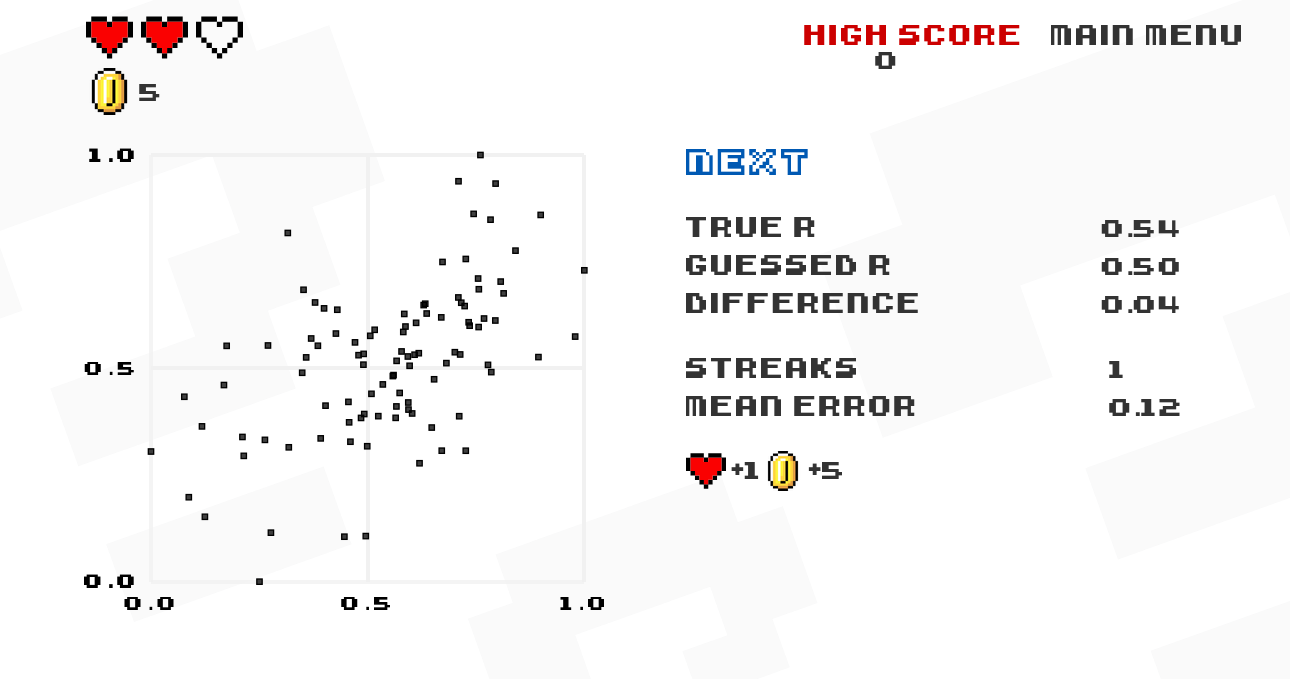 HIGH SCORE MAIN MENU
0
5
1.0
0.5
0.0
0.0 0.5 1.0
NEXT
TRUE R 0.54
GUESSED R 0.50
DIFFERENCE 0.04
STREAKS 1
MEAN ERROR 0.12
+1 +5